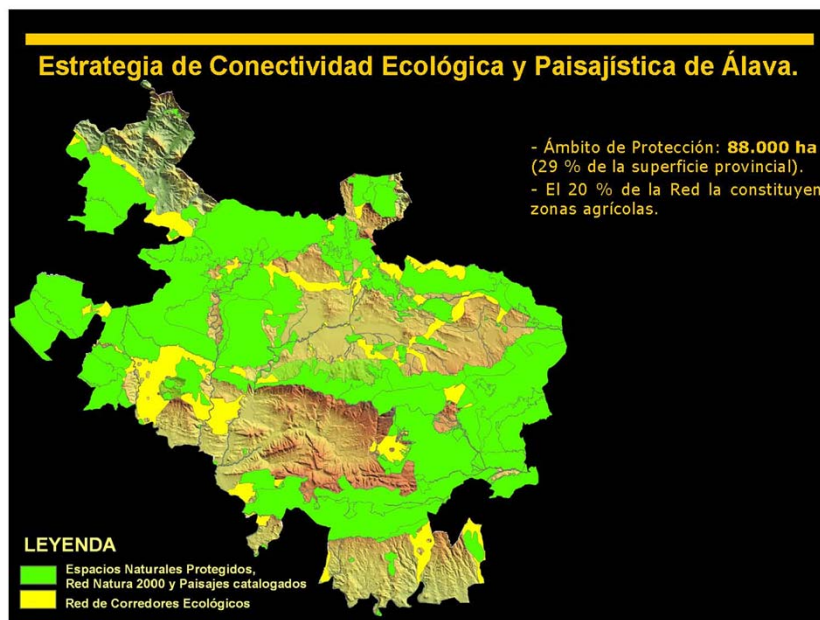 Estrategia de Conectividad Ecológica y Paisajística de Álava.
- Ámbito de Protección: 88.000 ha
(29 % de la superficie provincial).
- El 20 % de la Red la constituyen
zonas agrícolas.
LEYENDA
Espacios Naturales Protegidos,
Red Natura 2000 y Paisajes catalogados
Red de Corredores Ecológicos